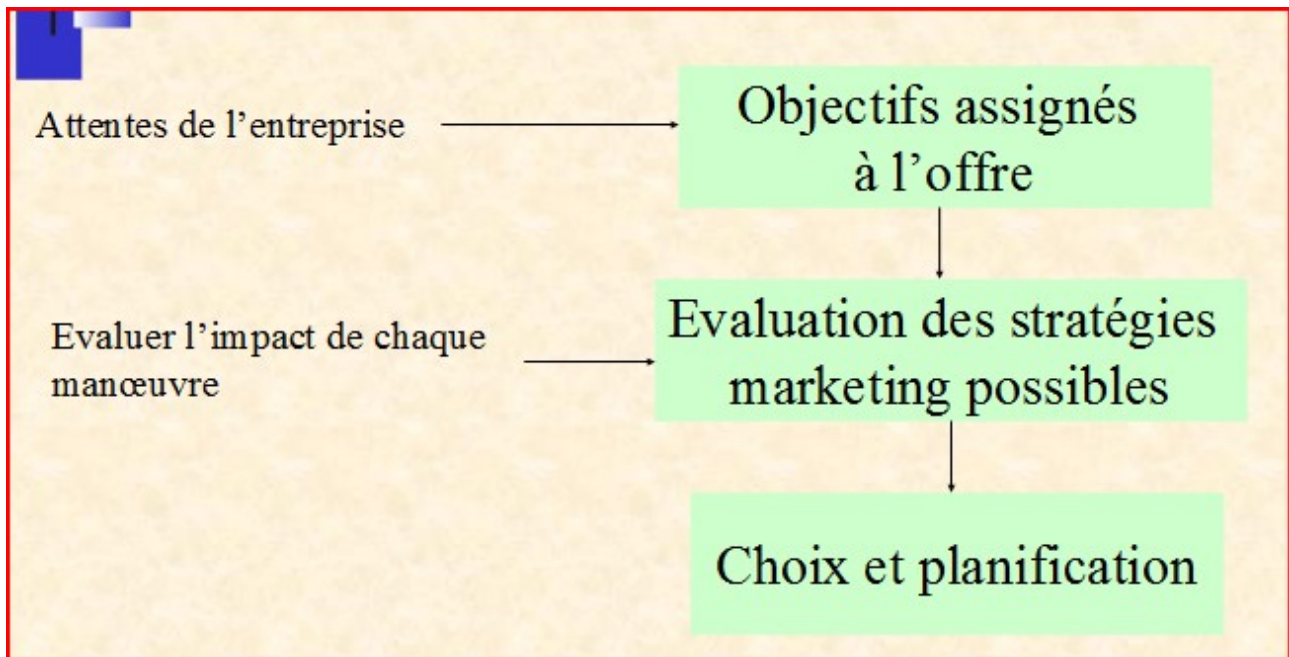 Attentes de l’entreprise
Objectifs assignés
à l’offre
Evaluer l’impact de chaque
manœuvre
Evaluation des stratégies
marketing possibles
Choix et planification